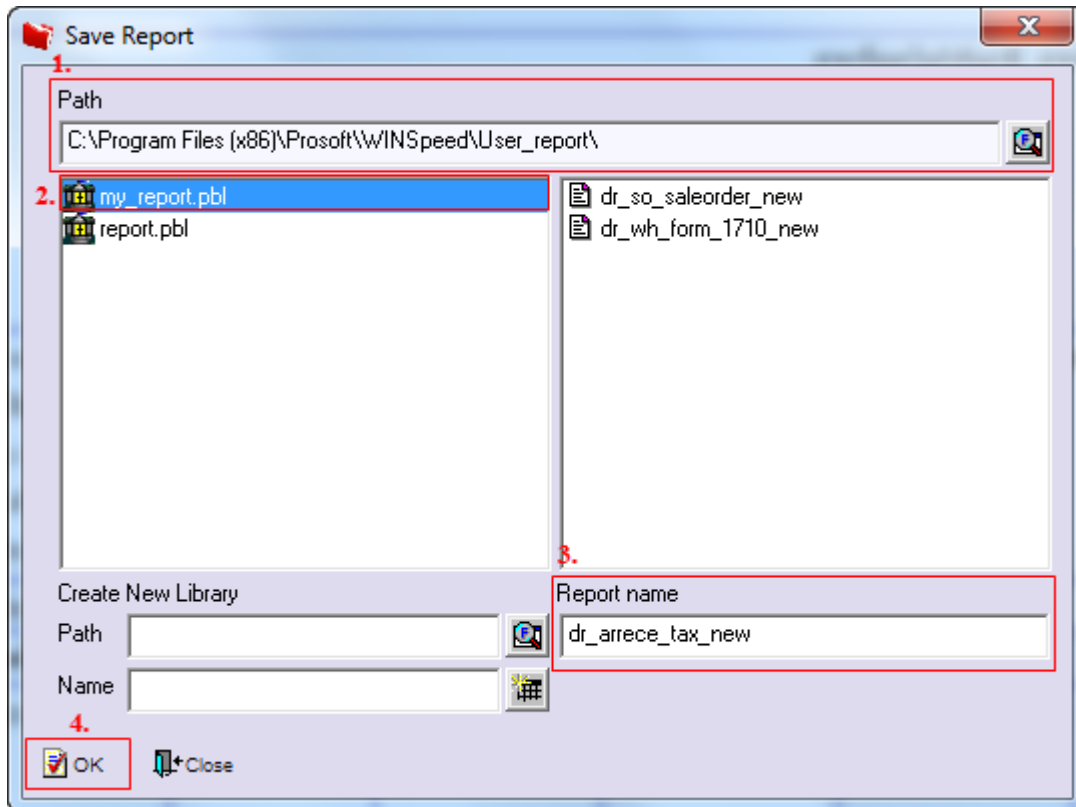 Save Report
1.
Path
C:\Program Files (x86)\Prosoft\WINSpeed\User_report\
2. my_report.pbl
report.pbl
dr_so_saleorder_new
dr_wh_form_1710_new
3.
Create New Library
Path
Name
Report name
dr_arrece_tax_new
4.
OK
Close